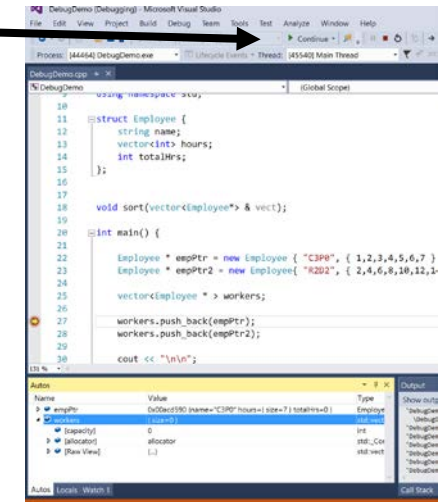 DebugDemo (Debugging) - Microsoft Visual Studio
File Edit View Project Build Debug Team Tools Test Analyze Window Help
Continue
Process: [44464] DebugDemo.exe Lifecycle Events Thread: [45540] Main Thread
DebugDemo.cpp
DebugDemo (Global Scope)
9 using namespace std;
10
11 struct Employee {
12 string name;
13 vector<int> hours;
14 int totalHrs;
15 };
16
17
18 void sort(vector<Employee*> & vect);
19
20 int main() {
21
22 Employee * empPtr = new Employee { "C3P0", { 1,2,3,4,5,6,7 }
23 Employee * empPtr2 = new Employee{ "R2D2", { 2,4,6,8,10,12,1
24
25 vector<Employee * > workers;
26
27 workers.push_back(empPtr);
28 workers.push_back(empPtr2);
29
30 cout << "\n\n";
131 %
Autos Output
Name Value Type Show outp
empPtr 0x00acd590 {name="C3P0" hours={ size=7 } totalHrs=0 } Employe
workers { size=0 } std::vect
[capacity] 0 int
[allocator] allocator std::_Cor
[Raw View] {...} std::vect
Autos Locals Watch 1 Call Stack